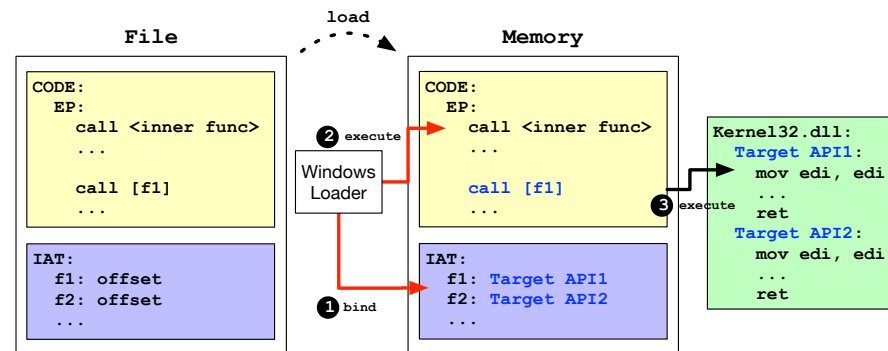 load
File
Memory
CODE:
EP:
call <inner func>
...
call [f1]
...
IAT:
f1: offset
f2: offset
...
2 execute
Windows
Loader
1 bind
CODE:
EP:
call <inner func>
...
call [f1]
...
3 execute
IAT:
f1: Target API1
f2: Target API2
...
Kernel32.dll:
Target API1:
mov edi, edi
...
ret
Target API2:
mov edi, edi
...
ret